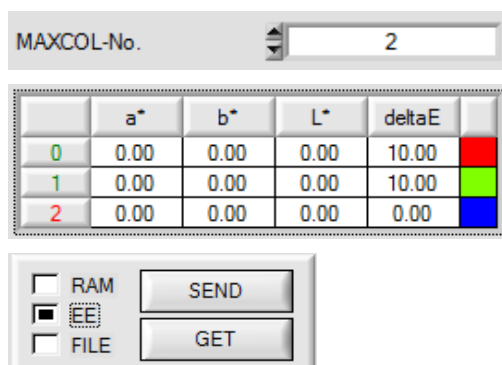 MAXCOL-No. 2
a* b* L* deltaE
0 0.00 0.00 0.00 10.00
1 0.00 0.00 0.00 10.00
2 0.00 0.00 0.00 0.00
RAM SEND
EE
FILE GET